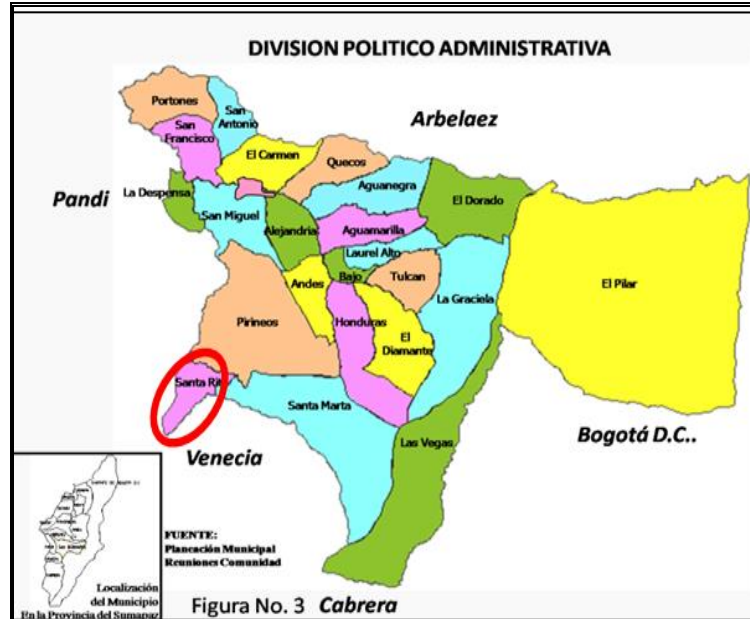 DIVISION POLITICO ADMINISTRATIVA
Portones
San
Antonio
Arbelaez
San
Francisco
El Carmen
Quecos
Pandi
La Despensa
Aguanegra
El Dorado
San Miguel
Alejandria
Aguamarilla
Laurel Alto
Bajo
Tulcan
Andes
La Graciela
El Pilar
Pirineos
Honduras
El
Diamante
Santa Rit
Santa Marta
Las Vegas
Bogotá D.C..
Venecia
FUENTE:
Planeación Municipal
Reuniones Comunidad
Localización
del Municipio
En la Provincia del Sumapaz
Figura No. 3 Cabrera